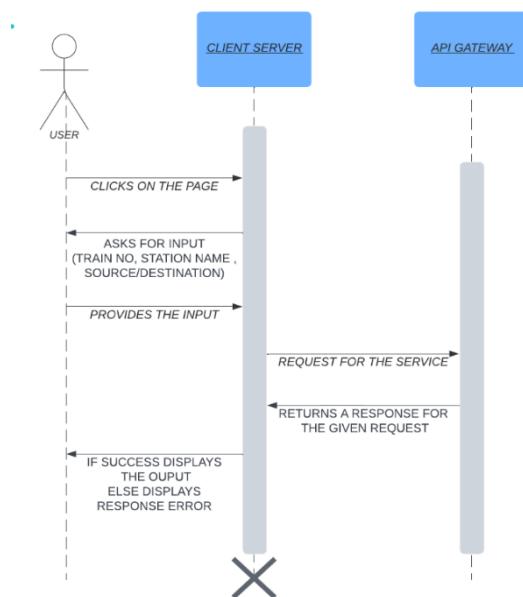 CLIENT SERVER
API GATEWAY
USER
CLICKS ON THE PAGE
ASKS FOR INPUT
(TRAIN NO, STATION NAME ,
SOURCE/DESTINATION)
PROVIDES THE INPUT
REQUEST FOR THE SERVICE
RETURNS A RESPONSE FOR
THE GIVEN REQUEST
IF SUCCESS DISPLAYS
THE OUPUT
ELSE DISPLAYS
RESPONSE ERROR